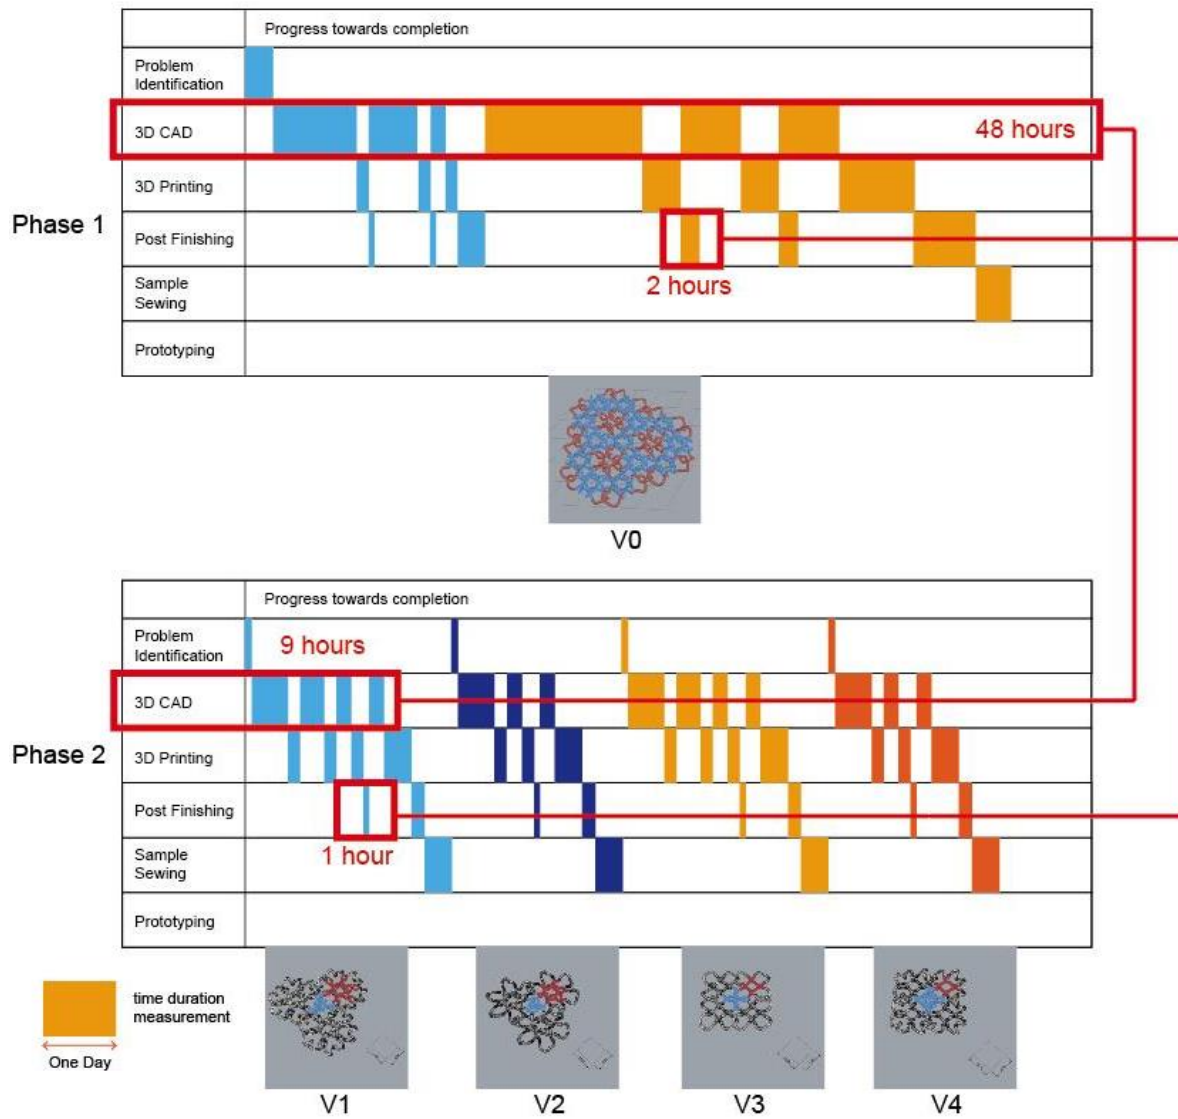 Progress towards completion
Problem
Identification
3D CAD
48 hours
3D Printing
Phase 1
Post Finishing
2 hours
Sample
Sewing
Prototyping
V0
Progress towards completion
Problem
Identification
9 hours
3D CAD
Phase 2
3D Printing
Post Finishing
1 hour
Sample
Sewing
Prototyping
time duration
measurement
One Day
V1
V2
V3
V4